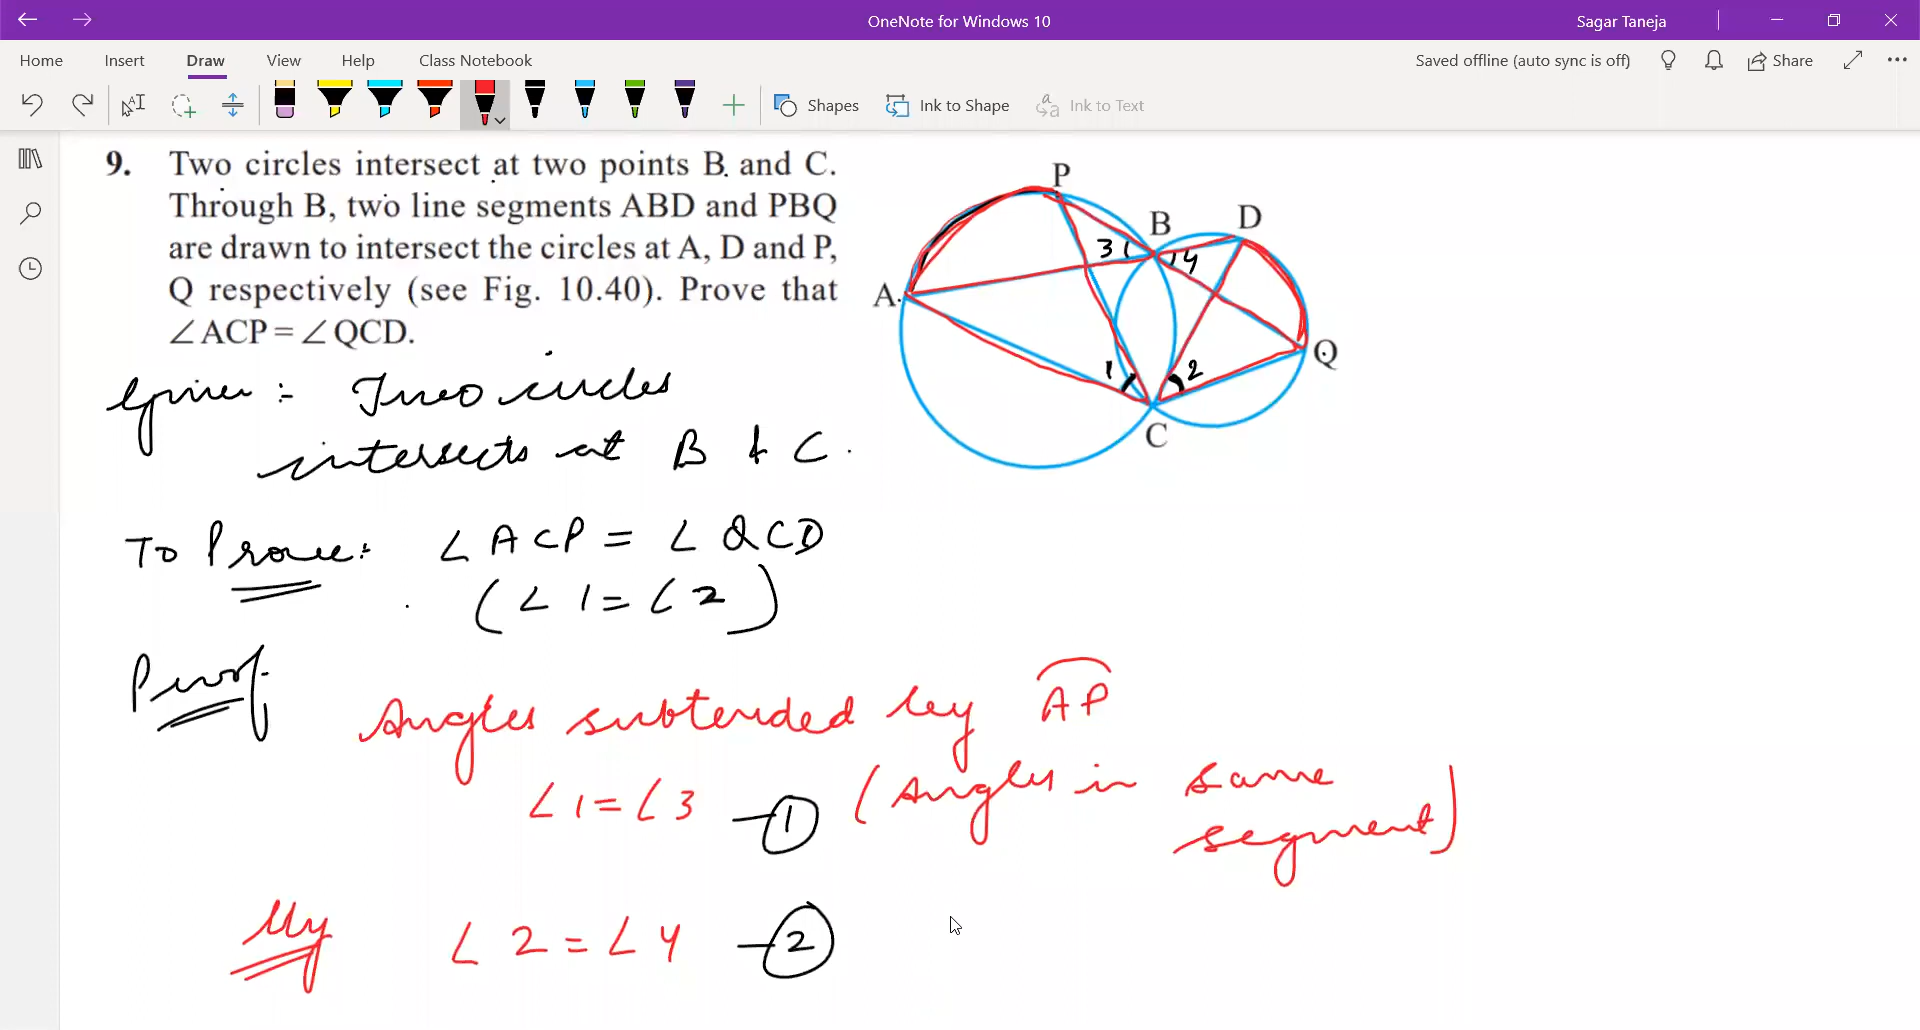 OneNote for Windows 10
Sagar Taneja
Home Insert Draw View Help Class Notebook
Saved offline (auto sync is off) Share
Shapes Ink to Shape Ink to Text
9. Two circles intersect at two points B and C.
Through B, two line segments ABD and PBQ
are drawn to intersect the circles at A, D and P,
Q respectively (see Fig. 10.40). Prove that
∠ACP = ∠QCD.
P
B
D
3
4
A
Q
1
2
C
Given :- Two circles
intersects at B & C.
To Prove: ∠ACP = ∠QCD
(∠1=∠2)
Proof
Angles subtended by AP
∠1=∠3 —① (Angles in same
segment)
lly ∠2=∠4 —②